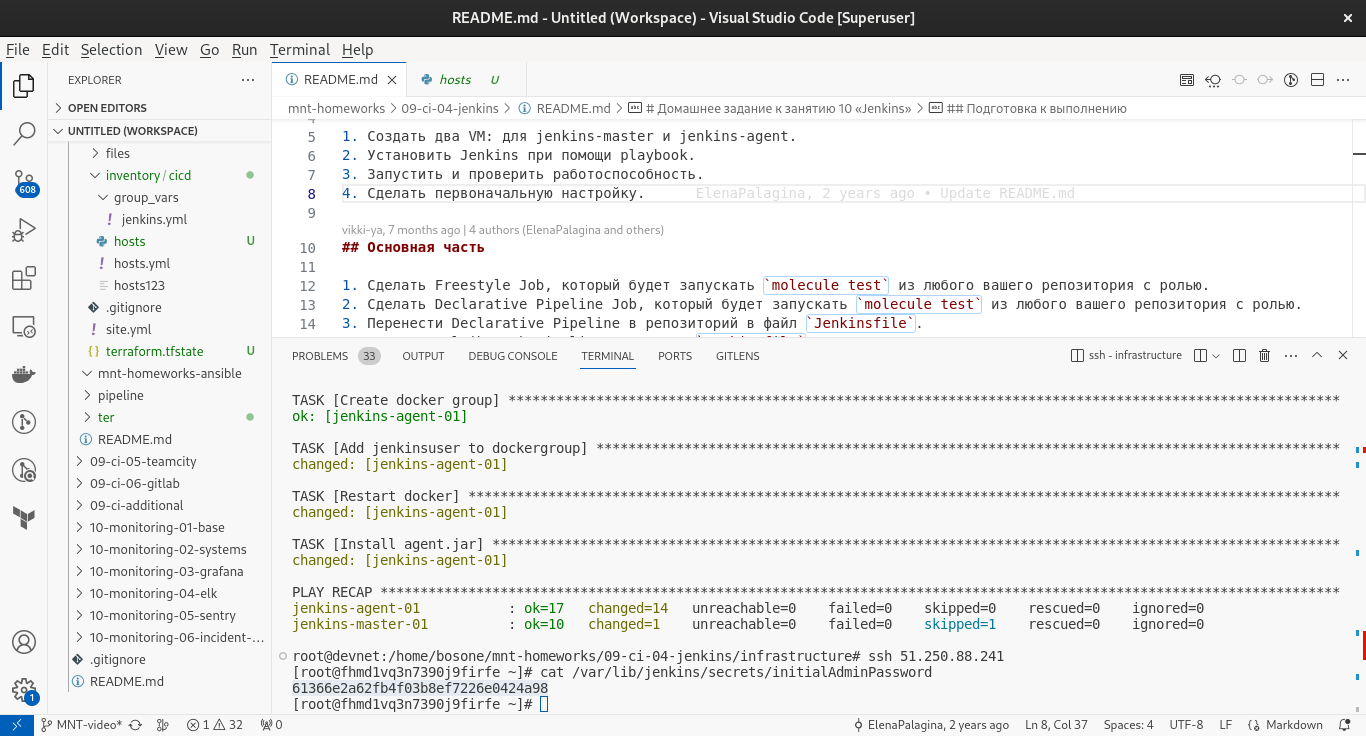 README.md - Untitled (Workspace) - Visual Studio Code [Superuser]
File Edit Selection View Go Run Terminal Help
EXPLORER
OPEN EDITORS
UNTITLED (WORKSPACE)
files
inventory / cicd
group_vars
jenkins.yml
hosts U
hosts.yml
hosts123
.gitignore
site.yml
terraform.tfstate U
mnt-homeworks-ansible
pipeline
ter
README.md
09-ci-05-teamcity
09-ci-06-gitlab
09-ci-additional
10-monitoring-01-base
10-monitoring-02-systems
10-monitoring-03-grafana
10-monitoring-04-elk
10-monitoring-05-sentry
10-monitoring-06-incident-...
.gitignore
README.md
608
1
README.md hosts U
mnt-homeworks > 09-ci-04-jenkins > README.md > # Домашнее задание к занятию 10 «Jenkins» > ## Подготовка к выполнению
4
5 1. Создать два VM: для jenkins-master и jenkins-agent.
6 2. Установить Jenkins при помощи playbook.
7 3. Запустить и проверить работоспособность.
8 4. Сделать первоначальную настройку. ElenaPalagina, 2 years ago • Update README.md
9
vikki-ya, 7 months ago | 4 authors (ElenaPalagina and others)
10 ## Основная часть
11
12 1. Сделать Freestyle Job, который будет запускать `molecule test` из любого вашего репозитория с ролью.
13 2. Сделать Declarative Pipeline Job, который будет запускать `molecule test` из любого вашего репозитория с ролью.
14 3. Перенести Declarative Pipeline в репозиторий в файл `Jenkinsfile`.
PROBLEMS 33 OUTPUT DEBUG CONSOLE TERMINAL PORTS GITLENS ssh - infrastructure
TASK [Create docker group] ********************************************************************************************************
ok: [jenkins-agent-01]
TASK [Add jenkinsuser to dockergroup] *********************************************************************************************
changed: [jenkins-agent-01]
TASK [Restart docker] *************************************************************************************************************
changed: [jenkins-agent-01]
TASK [Install agent.jar] **********************************************************************************************************
changed: [jenkins-agent-01]
PLAY RECAP ************************************************************************************************************************
jenkins-agent-01 : ok=17 changed=14 unreachable=0 failed=0 skipped=0 rescued=0 ignored=0
jenkins-master-01 : ok=10 changed=1 unreachable=0 failed=0 skipped=1 rescued=0 ignored=0
root@devnet:/home/bosone/mnt-homeworks/09-ci-04-jenkins/infrastructure# ssh 51.250.88.241
[root@fhmd1vq3n7390j9firfe ~]# cat /var/lib/jenkins/secrets/initialAdminPassword
61366e2a62fb4f03b8ef7226e0424a98
[root@fhmd1vq3n7390j9firfe ~]#
MNT-video* 1 32 0 ElenaPalagina, 2 years ago Ln 8, Col 37 Spaces: 4 UTF-8 LF Markdown